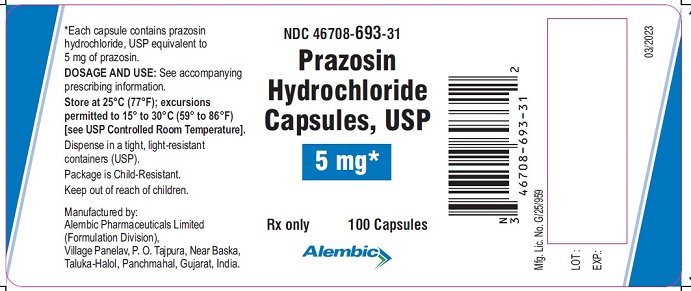 *Each capsule contains prazosin
hydrochloride, USP equivalent to
5 mg of prazosin.
DOSAGE AND USE: See accompanying
prescribing information.
Store at 25°C (77°F); excursions
permitted to 15° to 30°C (59° to 86°F)
[see USP Controlled Room Temperature].
Dispense in a tight, light-resistant
containers (USP).
Package is Child-Resistant.
Keep out of reach of children.
Manufactured by:
Alembic Pharmaceuticals Limited
(Formulation Division),
Village Panelav, P. O. Tajpura, Near Baska,
Taluka-Halol, Panchmahal, Gujarat, India.
NDC 46708-693-31
Prazosin
Hydrochloride
Capsules, USP
5 mg*
Rx only 100 Capsules
Alembic
N
3 46708-693-31 2
Mfg. Lic. No. G/25/959
LOT :
EXP.:
03/2023